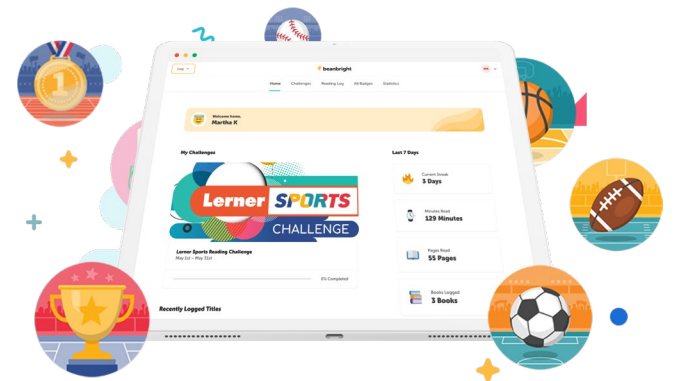 1
Log
beanbright
Home Challenges Reading Log All Badges Statistics
Welcome home,
Martha K
My Challenges
Last 7 Days
Lerner SPORTS
CHALLENGE
Lerner Sports Reading Challenge
May 1st – May 31st
0% Completed
Current Streak
3 Days
Minutes Read
129 Minutes
Pages Read
55 Pages
Books Logged
3 Books
Recently Logged Titles